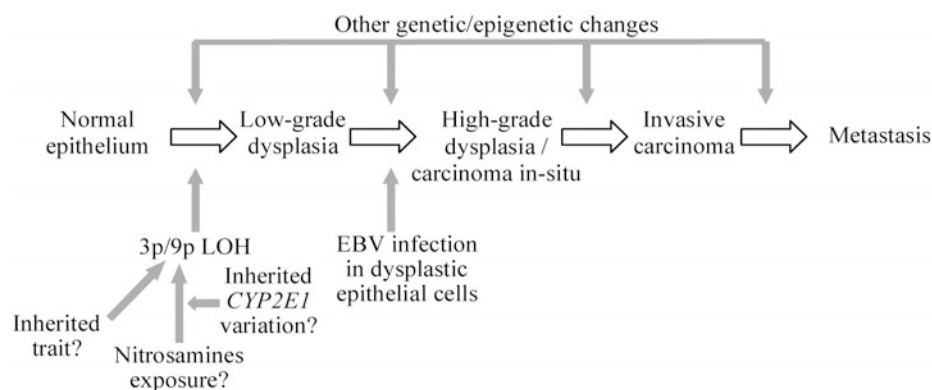 Other genetic/epigenetic changes
Normal
epithelium
Low-grade
dysplasia
High-grade
dysplasia /
carcinoma in-situ
Invasive
carcinoma
Metastasis
3p/9p LOH
EBV infection
in dysplastic
epithelial cells
Inherited
CYP2E1
variation?
Inherited
trait?
Nitrosamines
exposure?